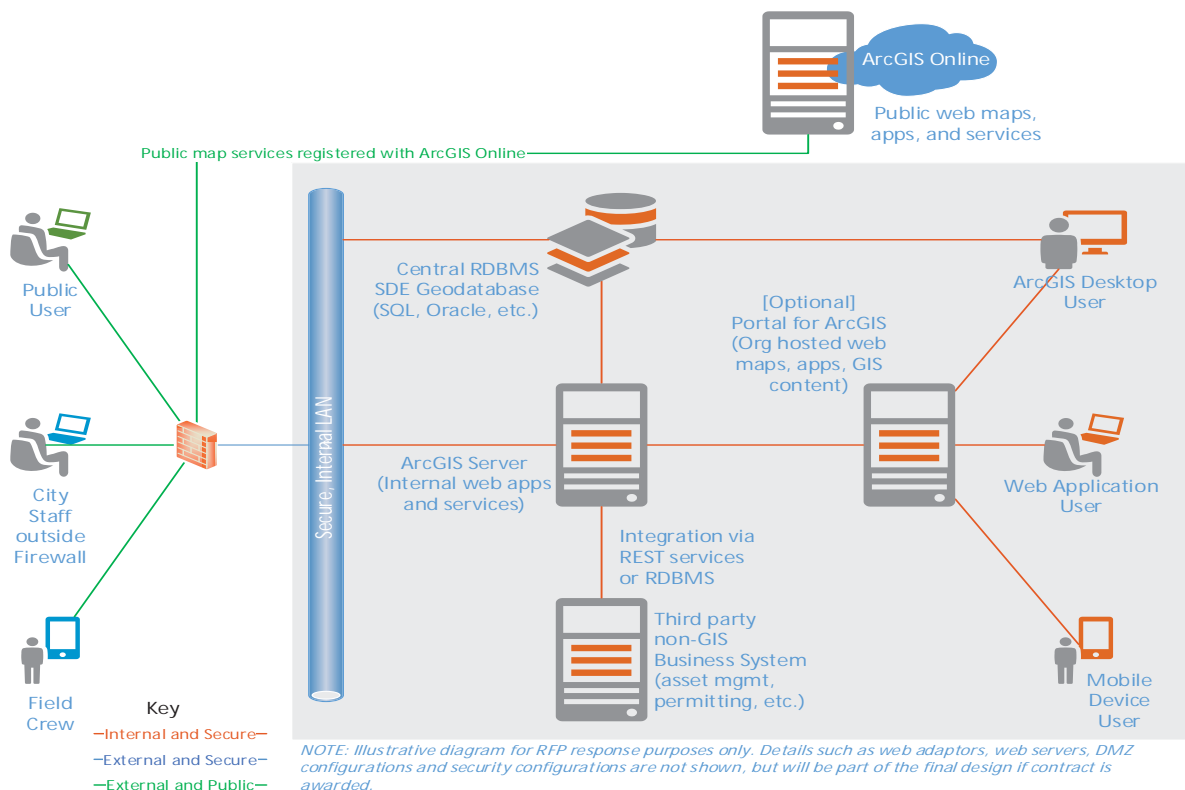 ArcGIS Online
Public web maps,
apps, and services
Public map services registered with ArcGIS Online
Public
User
City
Staff
outside
Firewall
Field
Crew
Secure, Internal LAN
Central RDBMS
SDE Geodatabase
(SQL, Oracle, etc.)
ArcGIS Server
(Internal web apps
and services)
Integration via
REST services
or RDBMS
Third party
non-GIS
Business System
(asset mgmt,
permitting, etc.)
[Optional]
Portal for ArcGIS
(Org hosted web
maps, apps, GIS
content)
ArcGIS Desktop
User
Web Application
User
Mobile
Device
User
Key
Internal and Secure
External and Secure
External and Public
NOTE: Illustrative diagram for RFP response purposes only. Details such as web adaptors, web servers, DMZ
configurations and security configurations are not shown, but will be part of the final design if contract is
awarded.